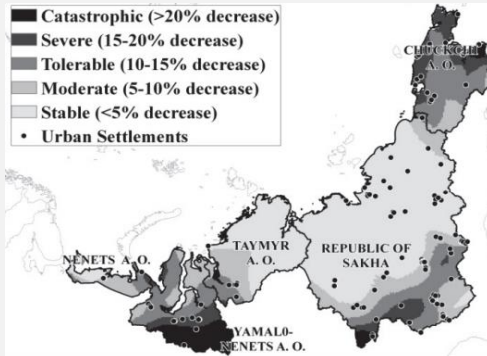 Catastrophic (>20% decrease)
Severe (15-20% decrease)
Tolerable (10-15% decrease)
Moderate (5-10% decrease)
Stable (<5% decrease)
Urban Settlements
CHUCKCHI
A. O.
NENETS A. O.
TAYMYR
A. O.
REPUBLIC OF
SAKHA
YAMAL0-
NENETS A. O.